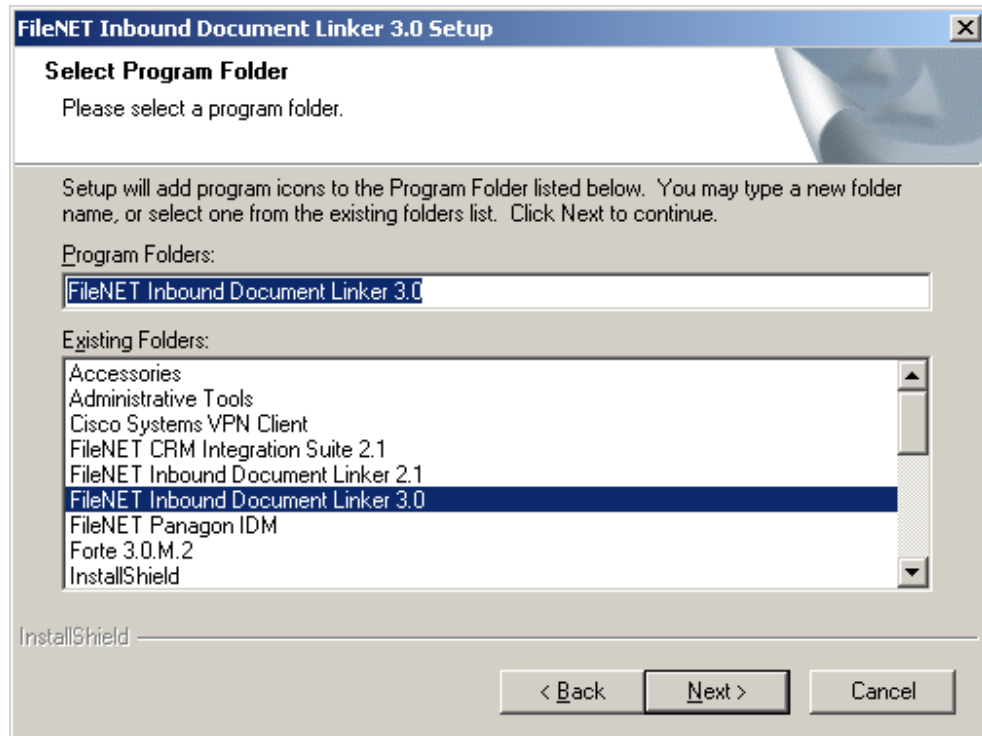 FileNET Inbound Document Linker 3.0 Setup
Select Program Folder
Please select a program folder.
Setup will add program icons to the Program Folder listed below. You may type a new folder
name, or select one from the existing folders list. Click Next to continue.
Program Folders:
FileNET Inbound Document Linker 3.0
Existing Folders:
Accessories
Administrative Tools
Cisco Systems VPN Client
FileNET CRM Integration Suite 2.1
FileNET Inbound Document Linker 2.1
FileNET Inbound Document Linker 3.0
FileNET Panagon IDM
Forte 3.0.M.2
InstallShield
InstallShield
< Back Next > Cancel